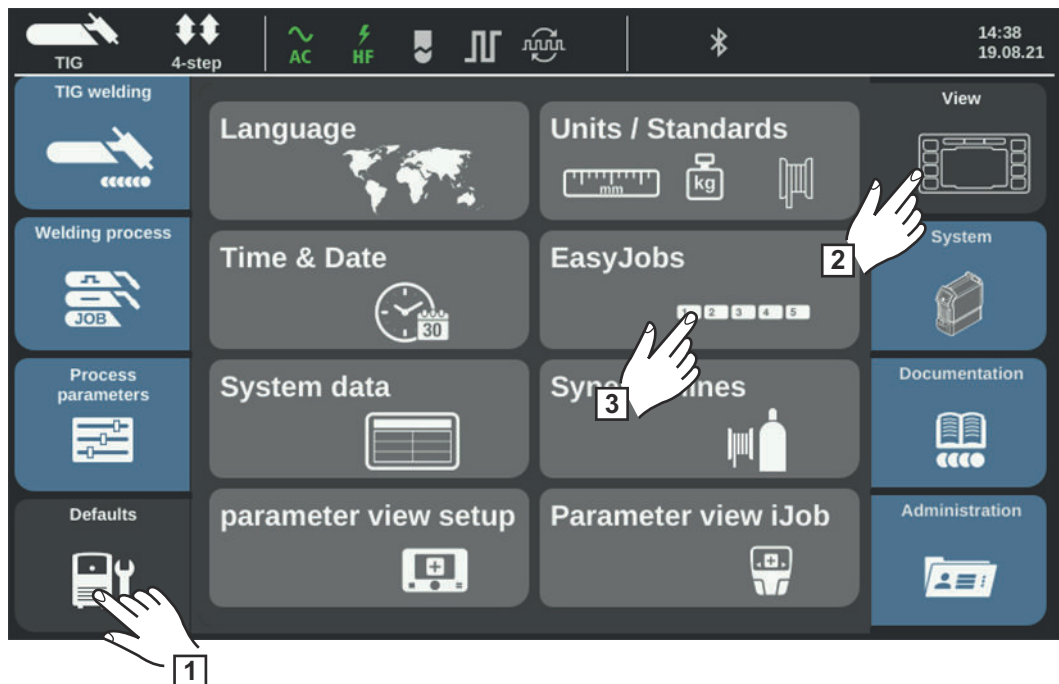 TIG
4-step
AC
HF
14:38
19.08.21
TIG welding
Welding process
JOB
Process
parameters
Defaults
Language
Units / Standards
mm
kg
Time & Date
30
EasyJobs
1 2 3 4 5
System data
parameter view setup
Parameter view iJob
View
System
Documentation
Administration
1
2
3